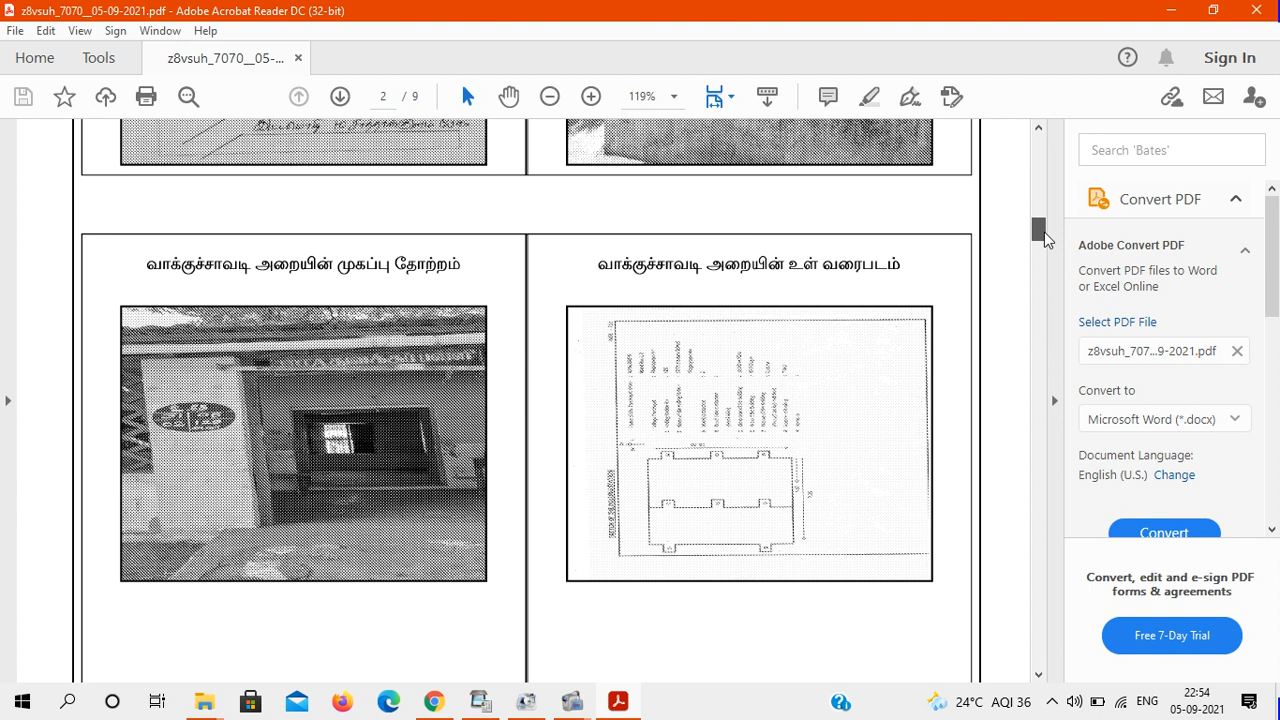 z8vsuh_7070__05-09-2021.pdf - Adobe Acrobat Reader DC (32-bit)
File Edit View Sign Window Help
Home Tools z8vsuh_7070__05-... × Sign In
2 / 9 119%
Search 'Bates'
Convert PDF
Adobe Convert PDF
Convert PDF files to Word
or Excel Online
Select PDF File
z8vsuh_707...9-2021.pdf
Convert to
Microsoft Word (*.docx)
Document Language:
English (U.S.) Change
Convert
Convert, edit and e-sign PDF
forms & agreements
Free 7-Day Trial
வாக்குச்சாவடி அறையின் முகப்பு தோற்றம்
வாக்குச்சாவடி அறையின் உள் வரைபடம்
24°C AQI 36 ENG 22:54
05-09-2021